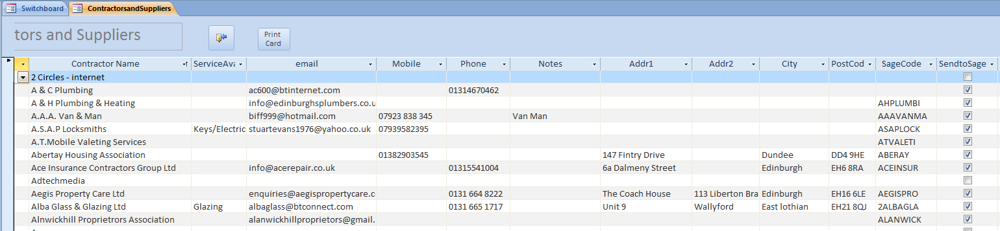 Switchboard ContractorsandSuppliers
tors and Suppliers Print Card
Contractor Name ServiceAva email Mobile Phone Notes Addr1 Addr2 City PostCod SageCode SendtoSage
2 Circles - internet
A & C Plumbing ac600@btinternet.com 01314670462
A & H Plumbing & Heating info@edinburghsplumbers.co.u AHPLUMBI
A.A.A. Van & Man biff999@hotmail.com 07923 838 345 Van Man AAAVANMA
A.S.A.P Locksmiths Keys/Electric stuartevans1976@yahoo.co.uk 07939582395 ASAPLOCK
A.T.Mobile Valeting Services ATVALETI
Abertay Housing Association 01382903545 147 Fintry Drive Dundee DD4 9HE ABERAY
Ace Insurance Contractors Group Ltd info@acerepair.co.uk 01315541004 6a Dalmeny Street Edinburgh EH6 8RA ACEINSUR
Adtechmedia
Aegis Property Care Ltd enquiries@aegispropertycare.c 0131 664 8222 The Coach House 113 Liberton Bra Edinburgh EH16 6LE AEGISPRO
Alba Glass & Glazing Ltd Glazing albaglass@btconnect.com 0131 665 1717 Unit 9 Wallyford East lothian EH21 8QJ 2ALBAGLA
Alnwickhill Proprietrors Association alanwickhillproprietors@gmail. ALANWICK